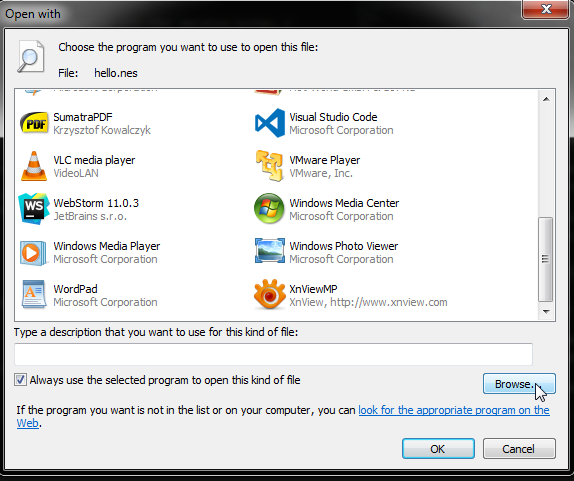 Open with
Choose the program you want to use to open this file:
File: hello.nes
SumatraPDF
Krzysztof Kowalczyk
Visual Studio Code
Microsoft Corporation
VLC media player
VideoLAN
VMware Player
VMware, Inc.
WebStorm 11.0.3
JetBrains s.r.o.
Windows Media Center
Microsoft Corporation
Windows Media Player
Microsoft Corporation
Windows Photo Viewer
Microsoft Corporation
WordPad
Microsoft Corporation
XnViewMP
XnView, http://www.xnview.com
Type a description that you want to use for this kind of file:
Always use the selected program to open this kind of file
Browse...
If the program you want is not in the list or on your computer, you can look for the appropriate program on the
Web.
OK
Cancel